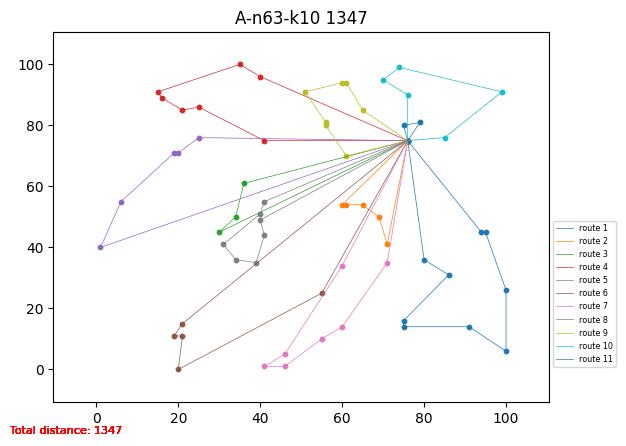 A-n63-k10 1347
100
80
60
40
20
0
0 20 40 60 80 100
route 1
route 2
route 3
route 4
route 5
route 6
route 7
route 8
route 9
route 10
route 11
Total distance: 1347